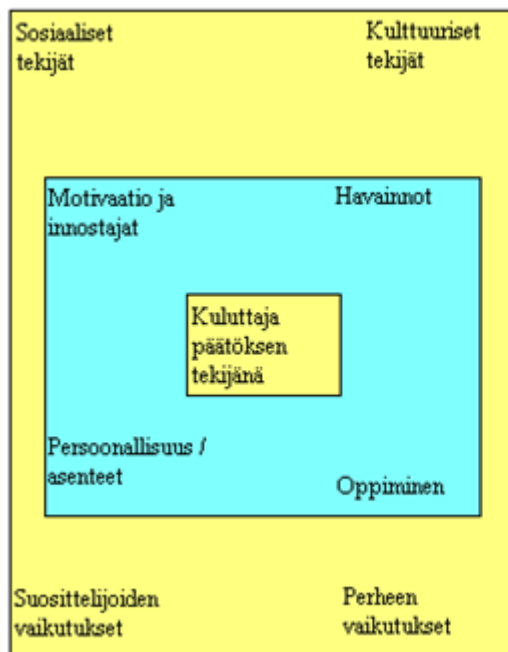 Sosiaaliset
tekijät
Kulttuuriset
tekijät
Motivaatio ja
innostajat
Havainnot
Kuluttaja
päätöksen
tekijänä
Persoonallisuus /
asenteet
Oppiminen
Suosittelijoiden
vaikutukset
Perheen
vaikutukset